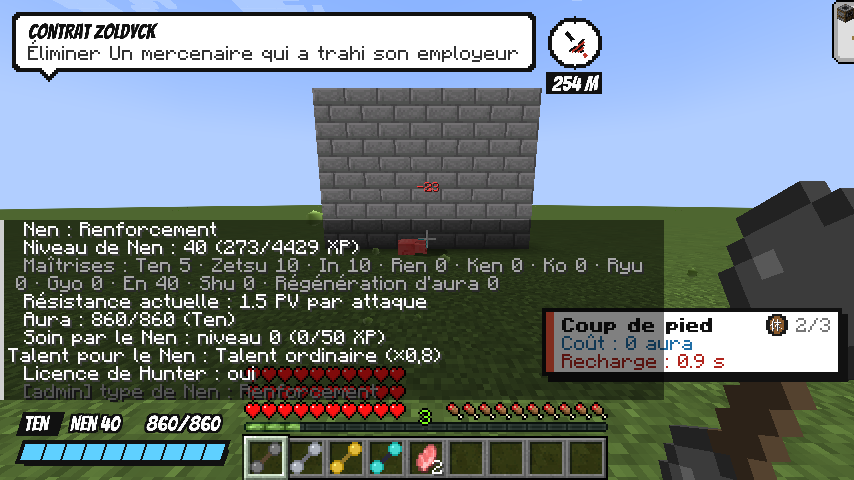 CONTRAT ZOLDYCK
Éliminer Un mercenaire qui a trahi son employeur
254 M
-23
Nen : Renforcement
Niveau de Nen : 40 (273/4429 XP)
Maîtrises : Ten 5 · Zetsu 10 · In 10 · Ren 0 · Ken 0 · Ko 0 · Ryu
0 · Gyo 0 · En 40 · Shu 0 · Régénération d'aura 0
Résistance actuelle : 1.5 PV par attaque
Aura : 860/860 (Ten)
Soin par le Nen : niveau 0 (0/50 XP)
Talent pour le Nen : Talent ordinaire (×0,8)
Licence de Hunter : oui
[admin] type de Nen : Renforcement
Coup de pied
2/3
Coût : 0 aura
Recharge : 0.9 s
TEN NEN 40 860/860
8
2